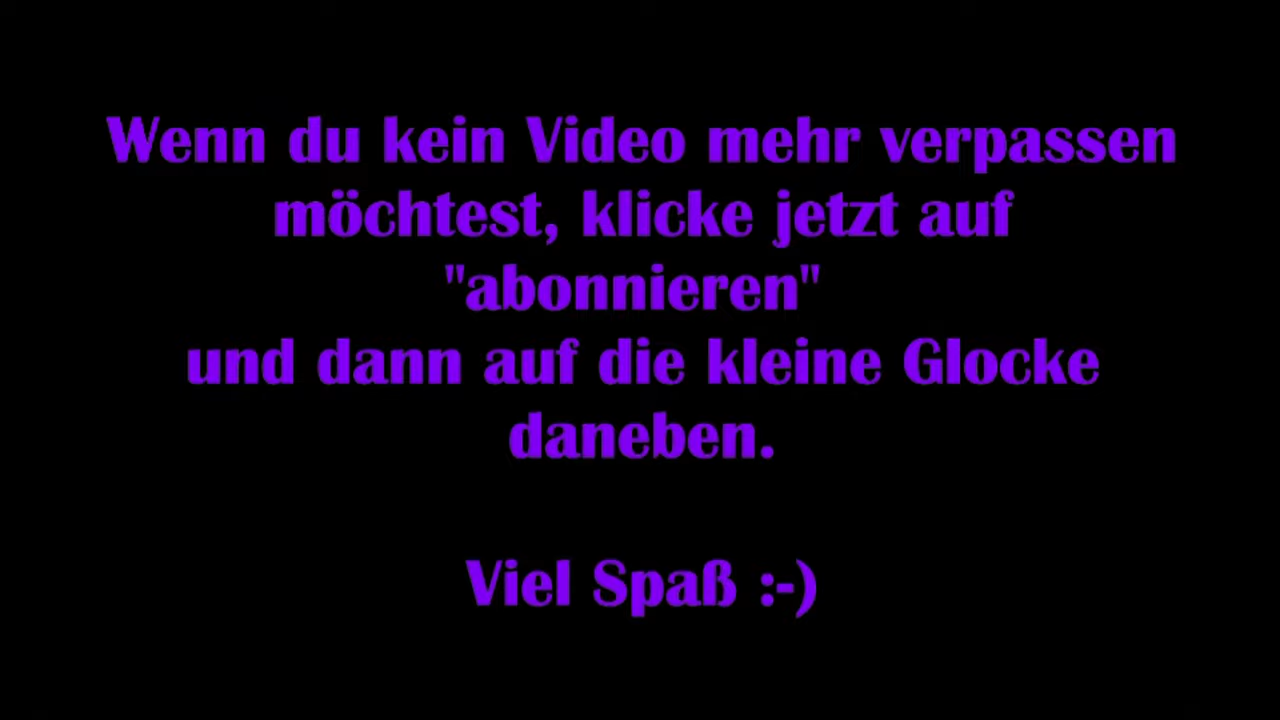 Wenn du kein Video mehr verpassen
möchtest, klicke jetzt auf
"abonnieren"
und dann auf die kleine Glocke
daneben.
Viel Spaß :-)